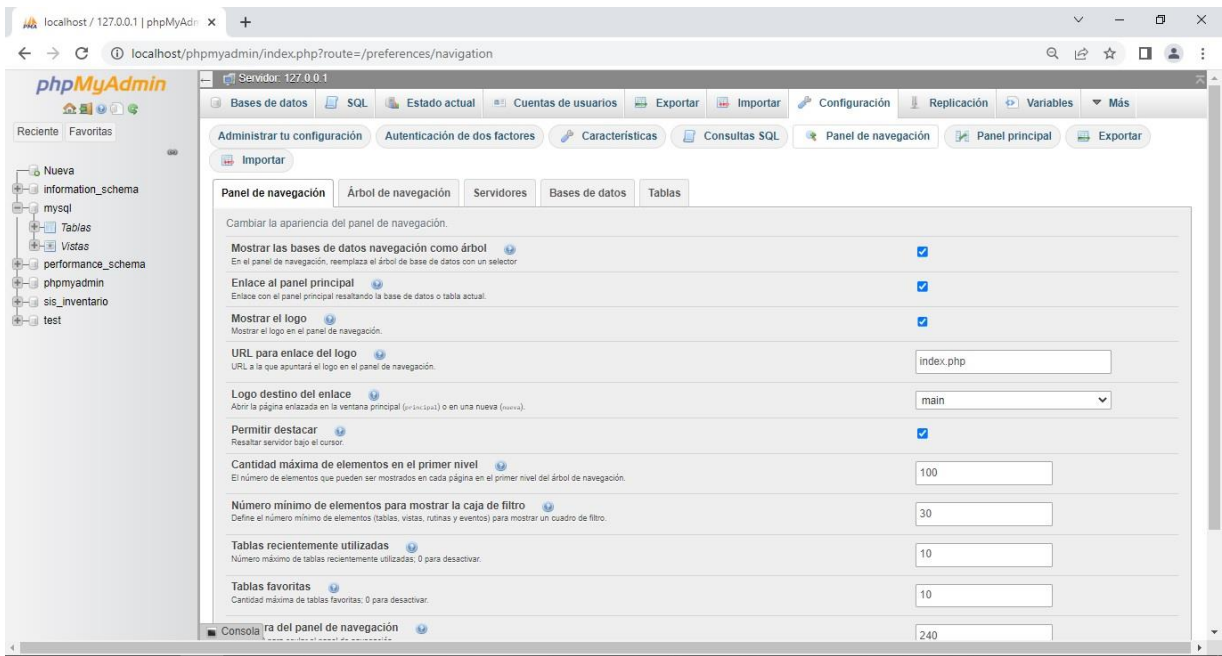 localhost / 127.0.0.1 | phpMyAdn
localhost/phpmyadmin/index.php?route=/preferences/navigation
phpMyAdmin
Reciente Favoritas
Nueva
information_schema
mysql
Tablas
Vistas
performance_schema
phpmyadmin
sis_inventario
test
Servidor: 127.0.0.1
Bases de datos SQL Estado actual Cuentas de usuarios Exportar Importar Configuración Replicación Variables Más
Administrar tu configuración Autenticación de dos factores Características Consultas SQL Panel de navegación Panel principal Exportar
Importar
Panel de navegación Árbol de navegación Servidores Bases de datos Tablas
Cambiar la apariencia del panel de navegación.
Mostrar las bases de datos navegación como árbol
En el panel de navegación, reemplaza el árbol de base de datos con un selector
Enlace al panel principal
Enlace con el panel principal resaltando la base de datos o tabla actual.
Mostrar el logo
Mostrar el logo en el panel de navegación.
URL para enlace del logo
URL a la que apuntará el logo en el panel de navegación.
index.php
Logo destino del enlace
Abrir la página enlazada en la ventana principal (principal) o en una nueva (nueva).
main
Permitir destacar
Resaltar servidor bajo el cursor.
Cantidad máxima de elementos en el primer nivel
El número de elementos que pueden ser mostrados en cada página en el primer nivel del árbol de navegación.
100
Número mínimo de elementos para mostrar la caja de filtro
Define el número mínimo de elementos (tablas, vistas, rutinas y eventos) para mostrar un cuadro de filtro.
30
Tablas recientemente utilizadas
Número máximo de tablas recientemente utilizadas; 0 para desactivar.
10
Tablas favoritas
Cantidad máxima de tablas favoritas; 0 para desactivar.
10
Consola ra del panel de navegación
240